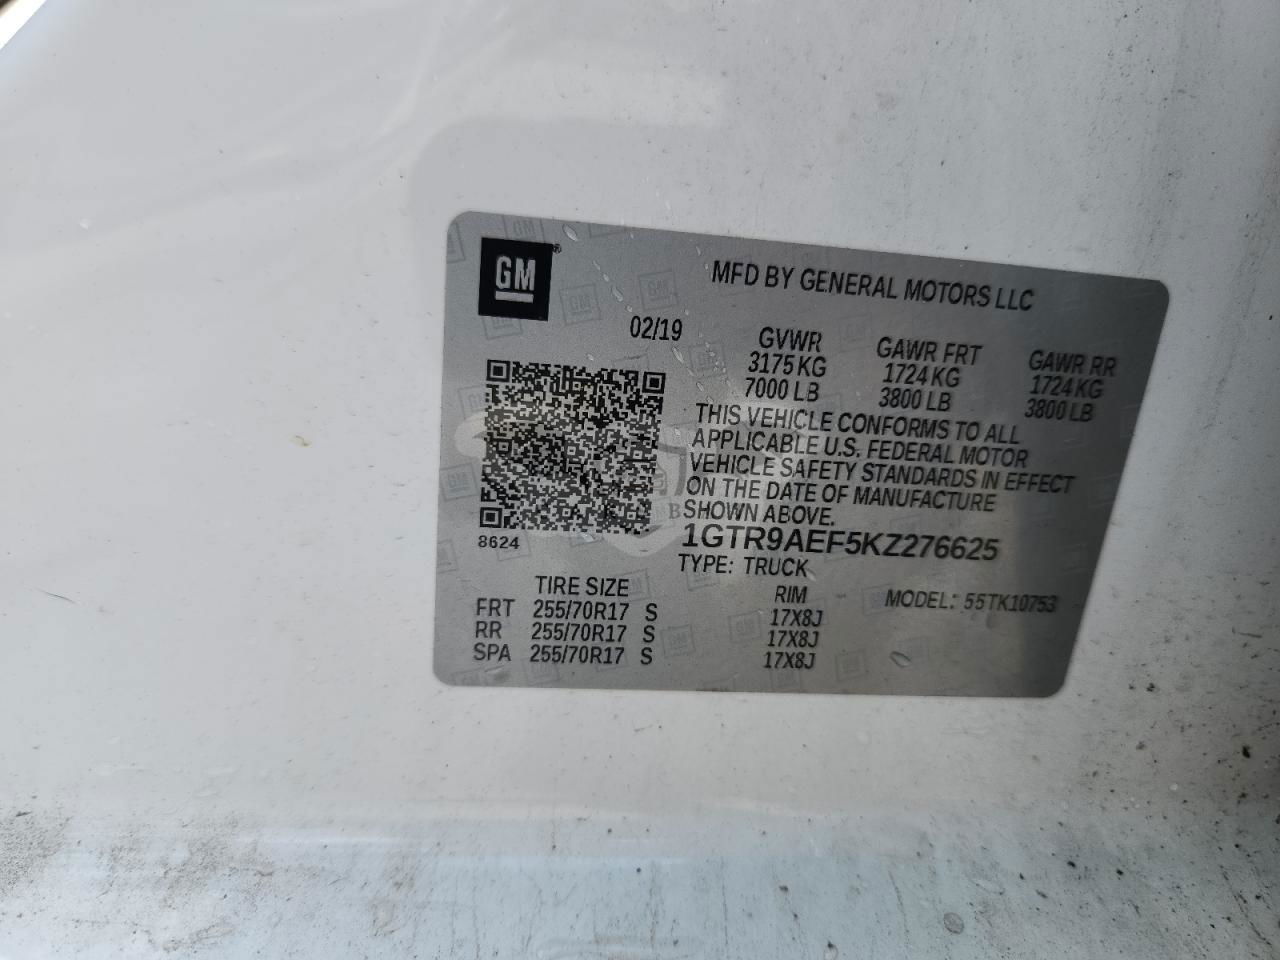 GM®
MFD BY GENERAL MOTORS LLC
02/19
GVWR GAWR FRT GAWR RR
3175 KG 1724 KG 1724 KG
7000 LB 3800 LB 3800 LB
THIS VEHICLE CONFORMS TO ALL
APPLICABLE U.S. FEDERAL MOTOR
VEHICLE SAFETY STANDARDS IN EFFECT
ON THE DATE OF MANUFACTURE
SHOWN ABOVE.
8624
1GTR9AEF5KZ276625
TYPE: TRUCK
TIRE SIZE RIM MODEL: 55TK10753
FRT 255/70R17 S 17X8J
RR 255/70R17 S 17X8J
SPA 255/70R17 S 17X8J